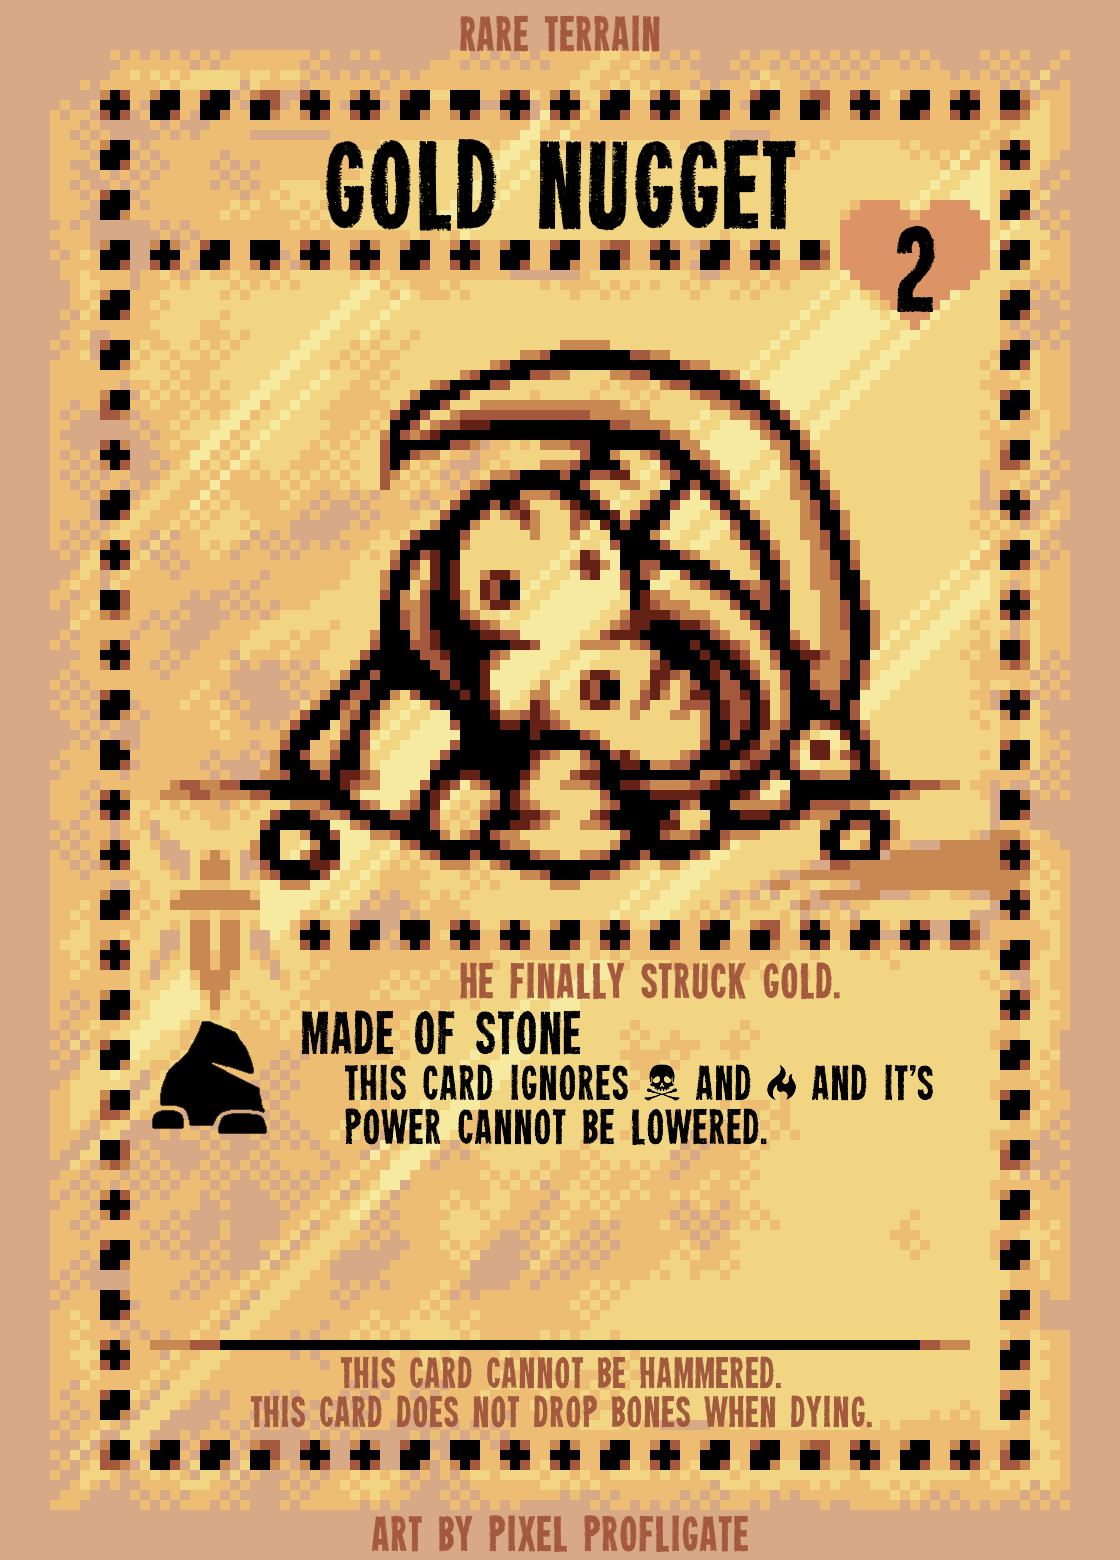 RARE TERRAIN
GOLD NUGGET
2
HE FINALLY STRUCK GOLD.
MADE OF STONE
THIS CARD IGNORES ☠ AND 🔥 AND IT'S
POWER CANNOT BE LOWERED.
THIS CARD CANNOT BE HAMMERED.
THIS CARD DOES NOT DROP BONES WHEN DYING.
ART BY PIXEL PROFLIGATE